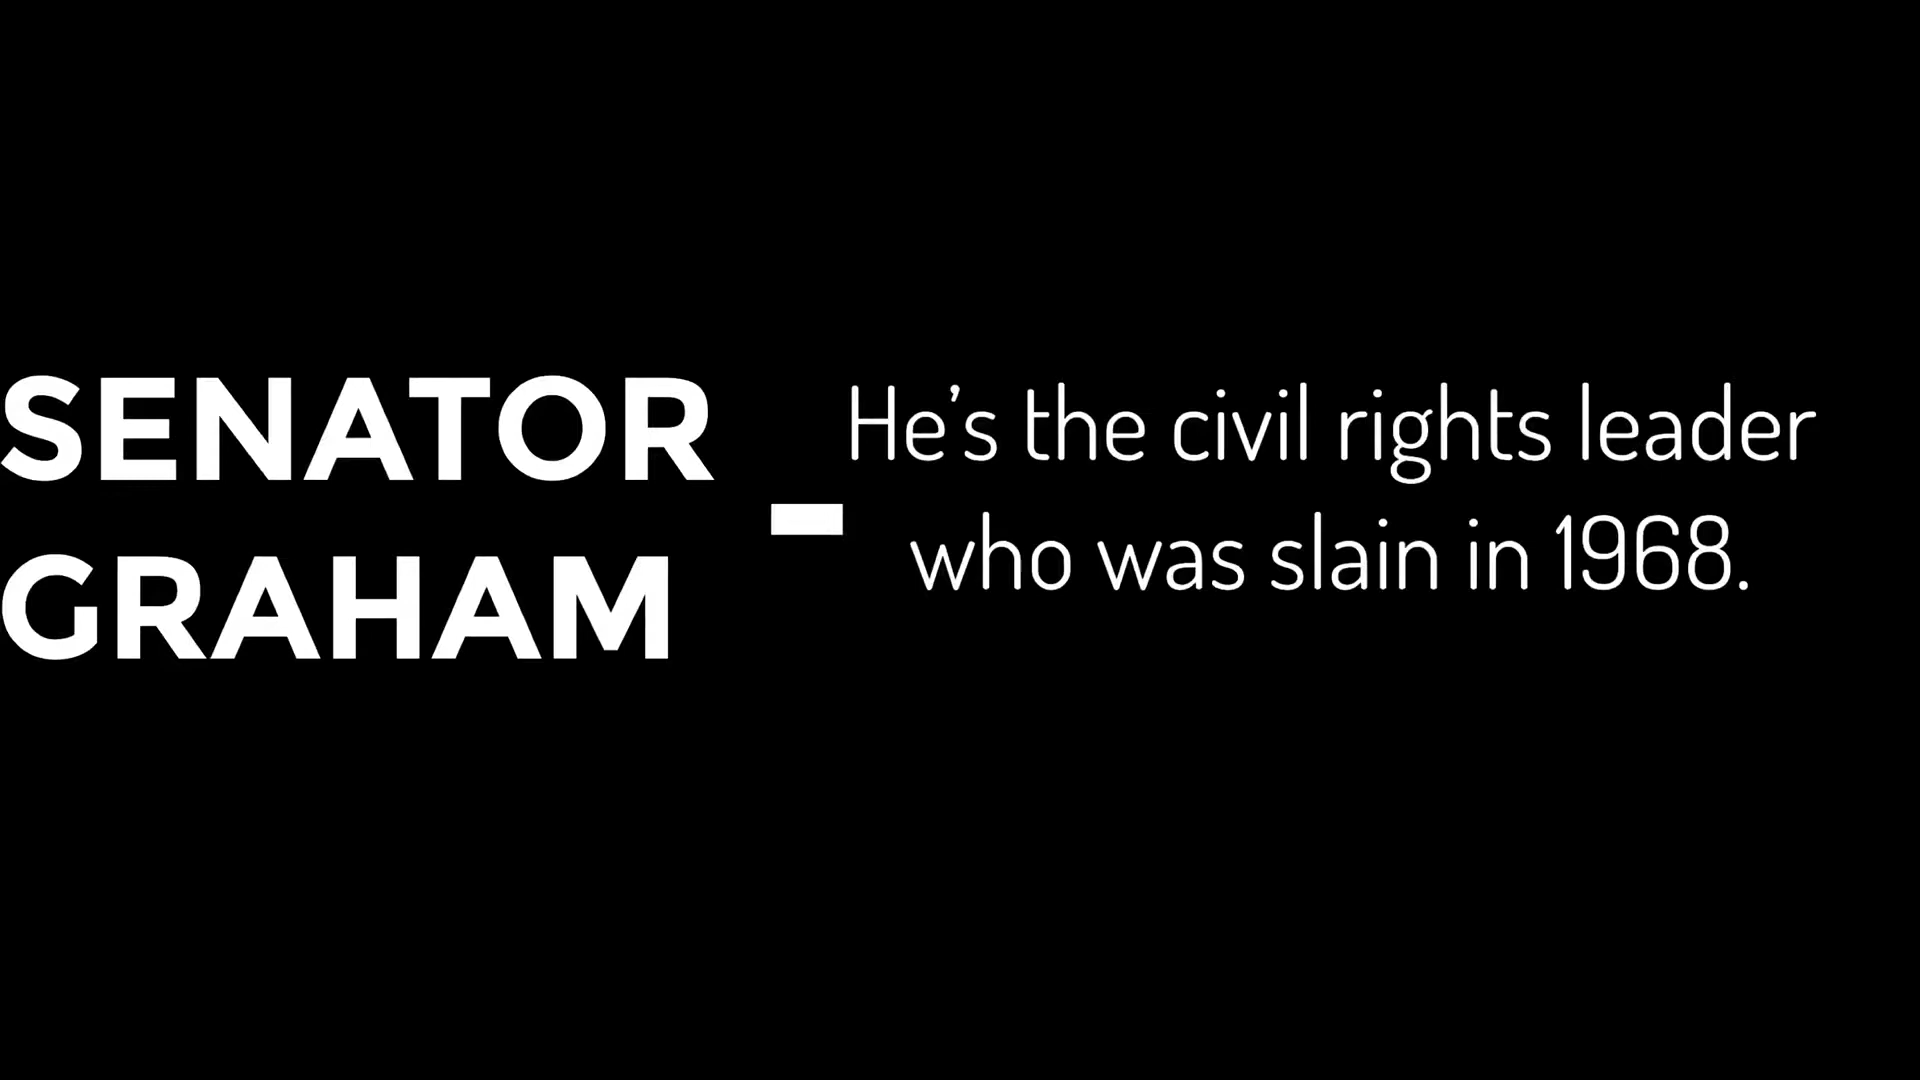 SENATOR
GRAHAM
-
He’s the civil rights leader
who was slain in 1968.